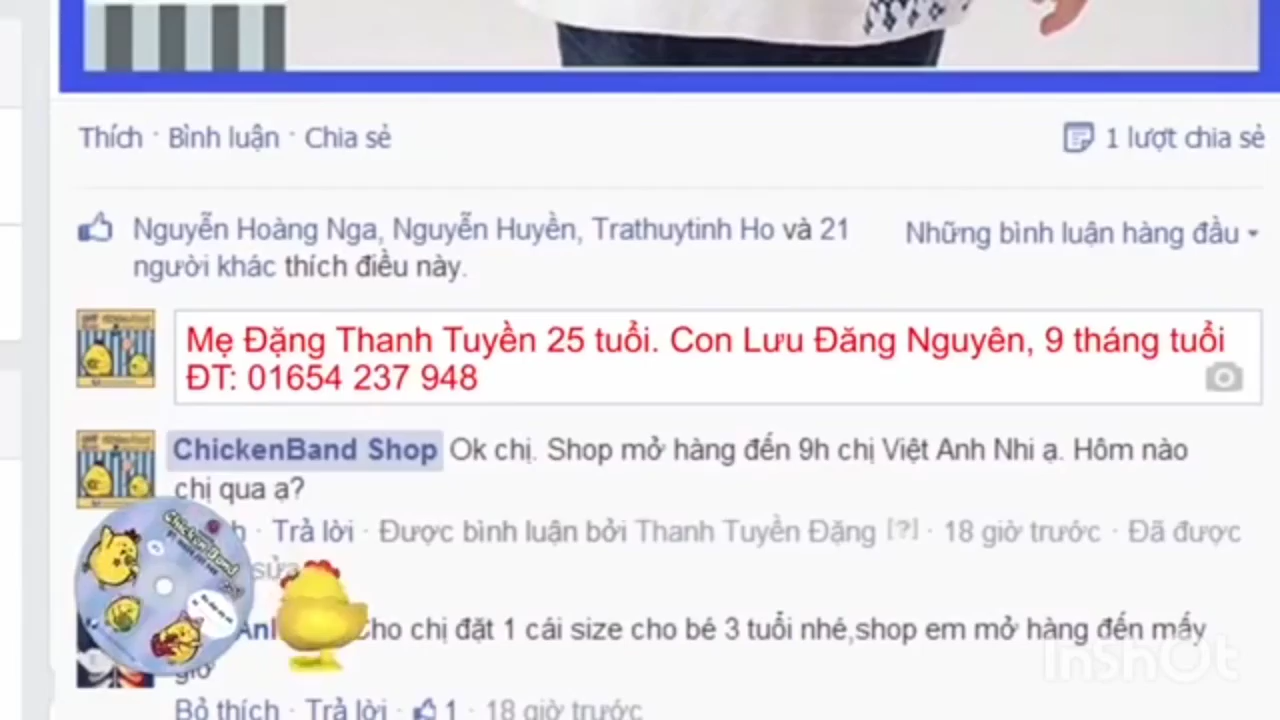 Thích · Bình luận · Chia sẻ
1 lượt chia sẻ
Nguyễn Hoàng Nga, Nguyễn Huyền, Trathuytinh Ho và 21
người khác thích điều này.
Những bình luận hàng đầu
Mẹ Đặng Thanh Tuyền 25 tuổi. Con Lưu Đăng Nguyên, 9 tháng tuổi
ĐT: 01654 237 948
ChickenBand Shop Ok chị. Shop mở hàng đến 9h chị Việt Anh Nhi ạ. Hôm nào
chị qua ạ?
Trả lời · Được bình luận bởi Thanh Tuyền Đặng [?] · 18 giờ trước · Đã được
sửa
Chicken Band
Cho chị đặt 1 cái size cho bé 3 tuổi nhé,shop em mở hàng đến mấy
giờ
InshOt
Bỏ thích · Trả lời · 1 · 18 giờ trước